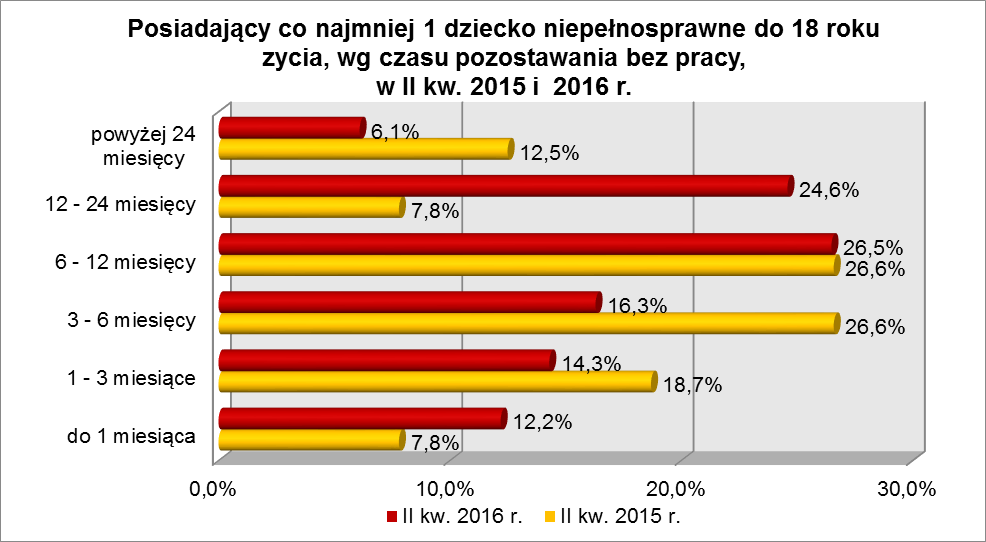 Posiadający co najmniej 1 dziecko niepełnosprawne do 18 roku
zycia, wg czasu pozostawania bez pracy,
w II kw. 2015 i  2016 r.
powyżej 24
miesięcy
6,1%
12,5%
12 - 24 miesięcy
24,6%
7,8%
6 - 12 miesięcy
26,5%
26,6%
3 - 6 miesięcy
16,3%
26,6%
1 - 3 miesiące
14,3%
18,7%
do 1 miesiąca
12,2%
7,8%
0,0% 10,0% 20,0% 30,0%
II kw. 2016 r. II kw. 2015 r.